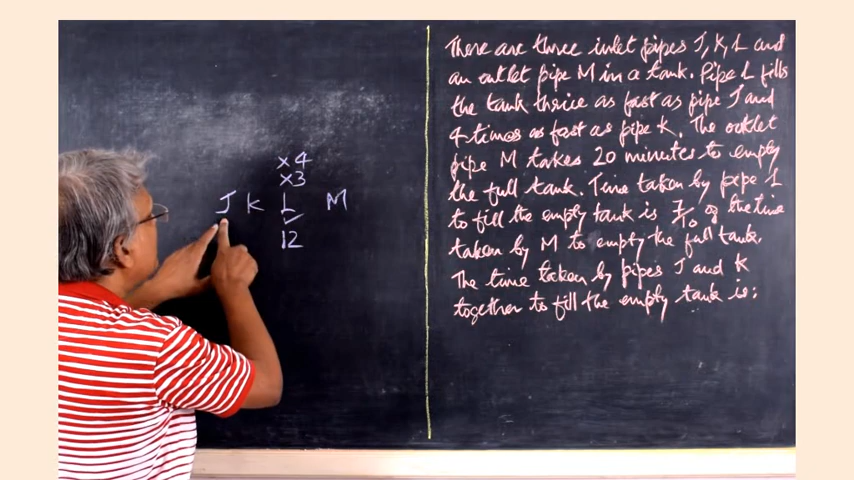 ×4
×3
J K L M
12
There are three inlet pipes J, K, L and
an outlet pipe M in a tank. Pipe L fills
the tank thrice as fast as pipe J and
4 times as fast as pipe K. The outlet
pipe M takes 20 minutes to empty
the full tank. Time taken by pipe L
to fill the empty tank is 7/10 of the time
taken by M to empty the full tank.
The time taken by pipes J and K
together to fill the empty tank is: